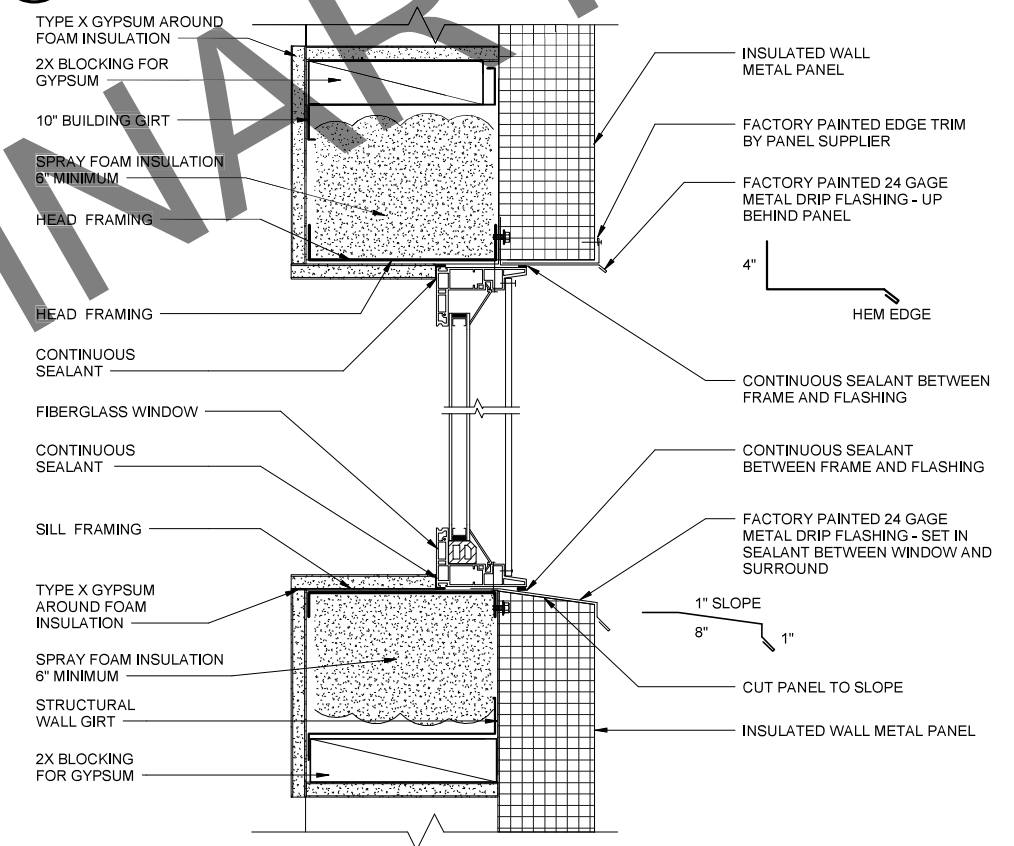 TYPE X GYPSUM AROUND
FOAM INSULATION
2X BLOCKING FOR
GYPSUM
10" BUILDING GIRT
SPRAY FOAM INSULATION
6" MINIMUM
HEAD FRAMING
HEAD FRAMING
CONTINUOUS
SEALANT
FIBERGLASS WINDOW
CONTINUOUS
SEALANT
SILL FRAMING
TYPE X GYPSUM
AROUND FOAM
INSULATION
SPRAY FOAM INSULATION
6" MINIMUM
STRUCTURAL
WALL GIRT
2X BLOCKING
FOR GYPSUM
INSULATED WALL
METAL PANEL
FACTORY PAINTED EDGE TRIM
BY PANEL SUPPLIER
FACTORY PAINTED 24 GAGE
METAL DRIP FLASHING - UP
BEHIND PANEL
4"
HEM EDGE
CONTINUOUS SEALANT BETWEEN
FRAME AND FLASHING
CONTINUOUS SEALANT
BETWEEN FRAME AND FLASHING
FACTORY PAINTED 24 GAGE
METAL DRIP FLASHING - SET IN
SEALANT BETWEEN WINDOW AND
SURROUND
1" SLOPE
8"
1"
CUT PANEL TO SLOPE
INSULATED WALL METAL PANEL